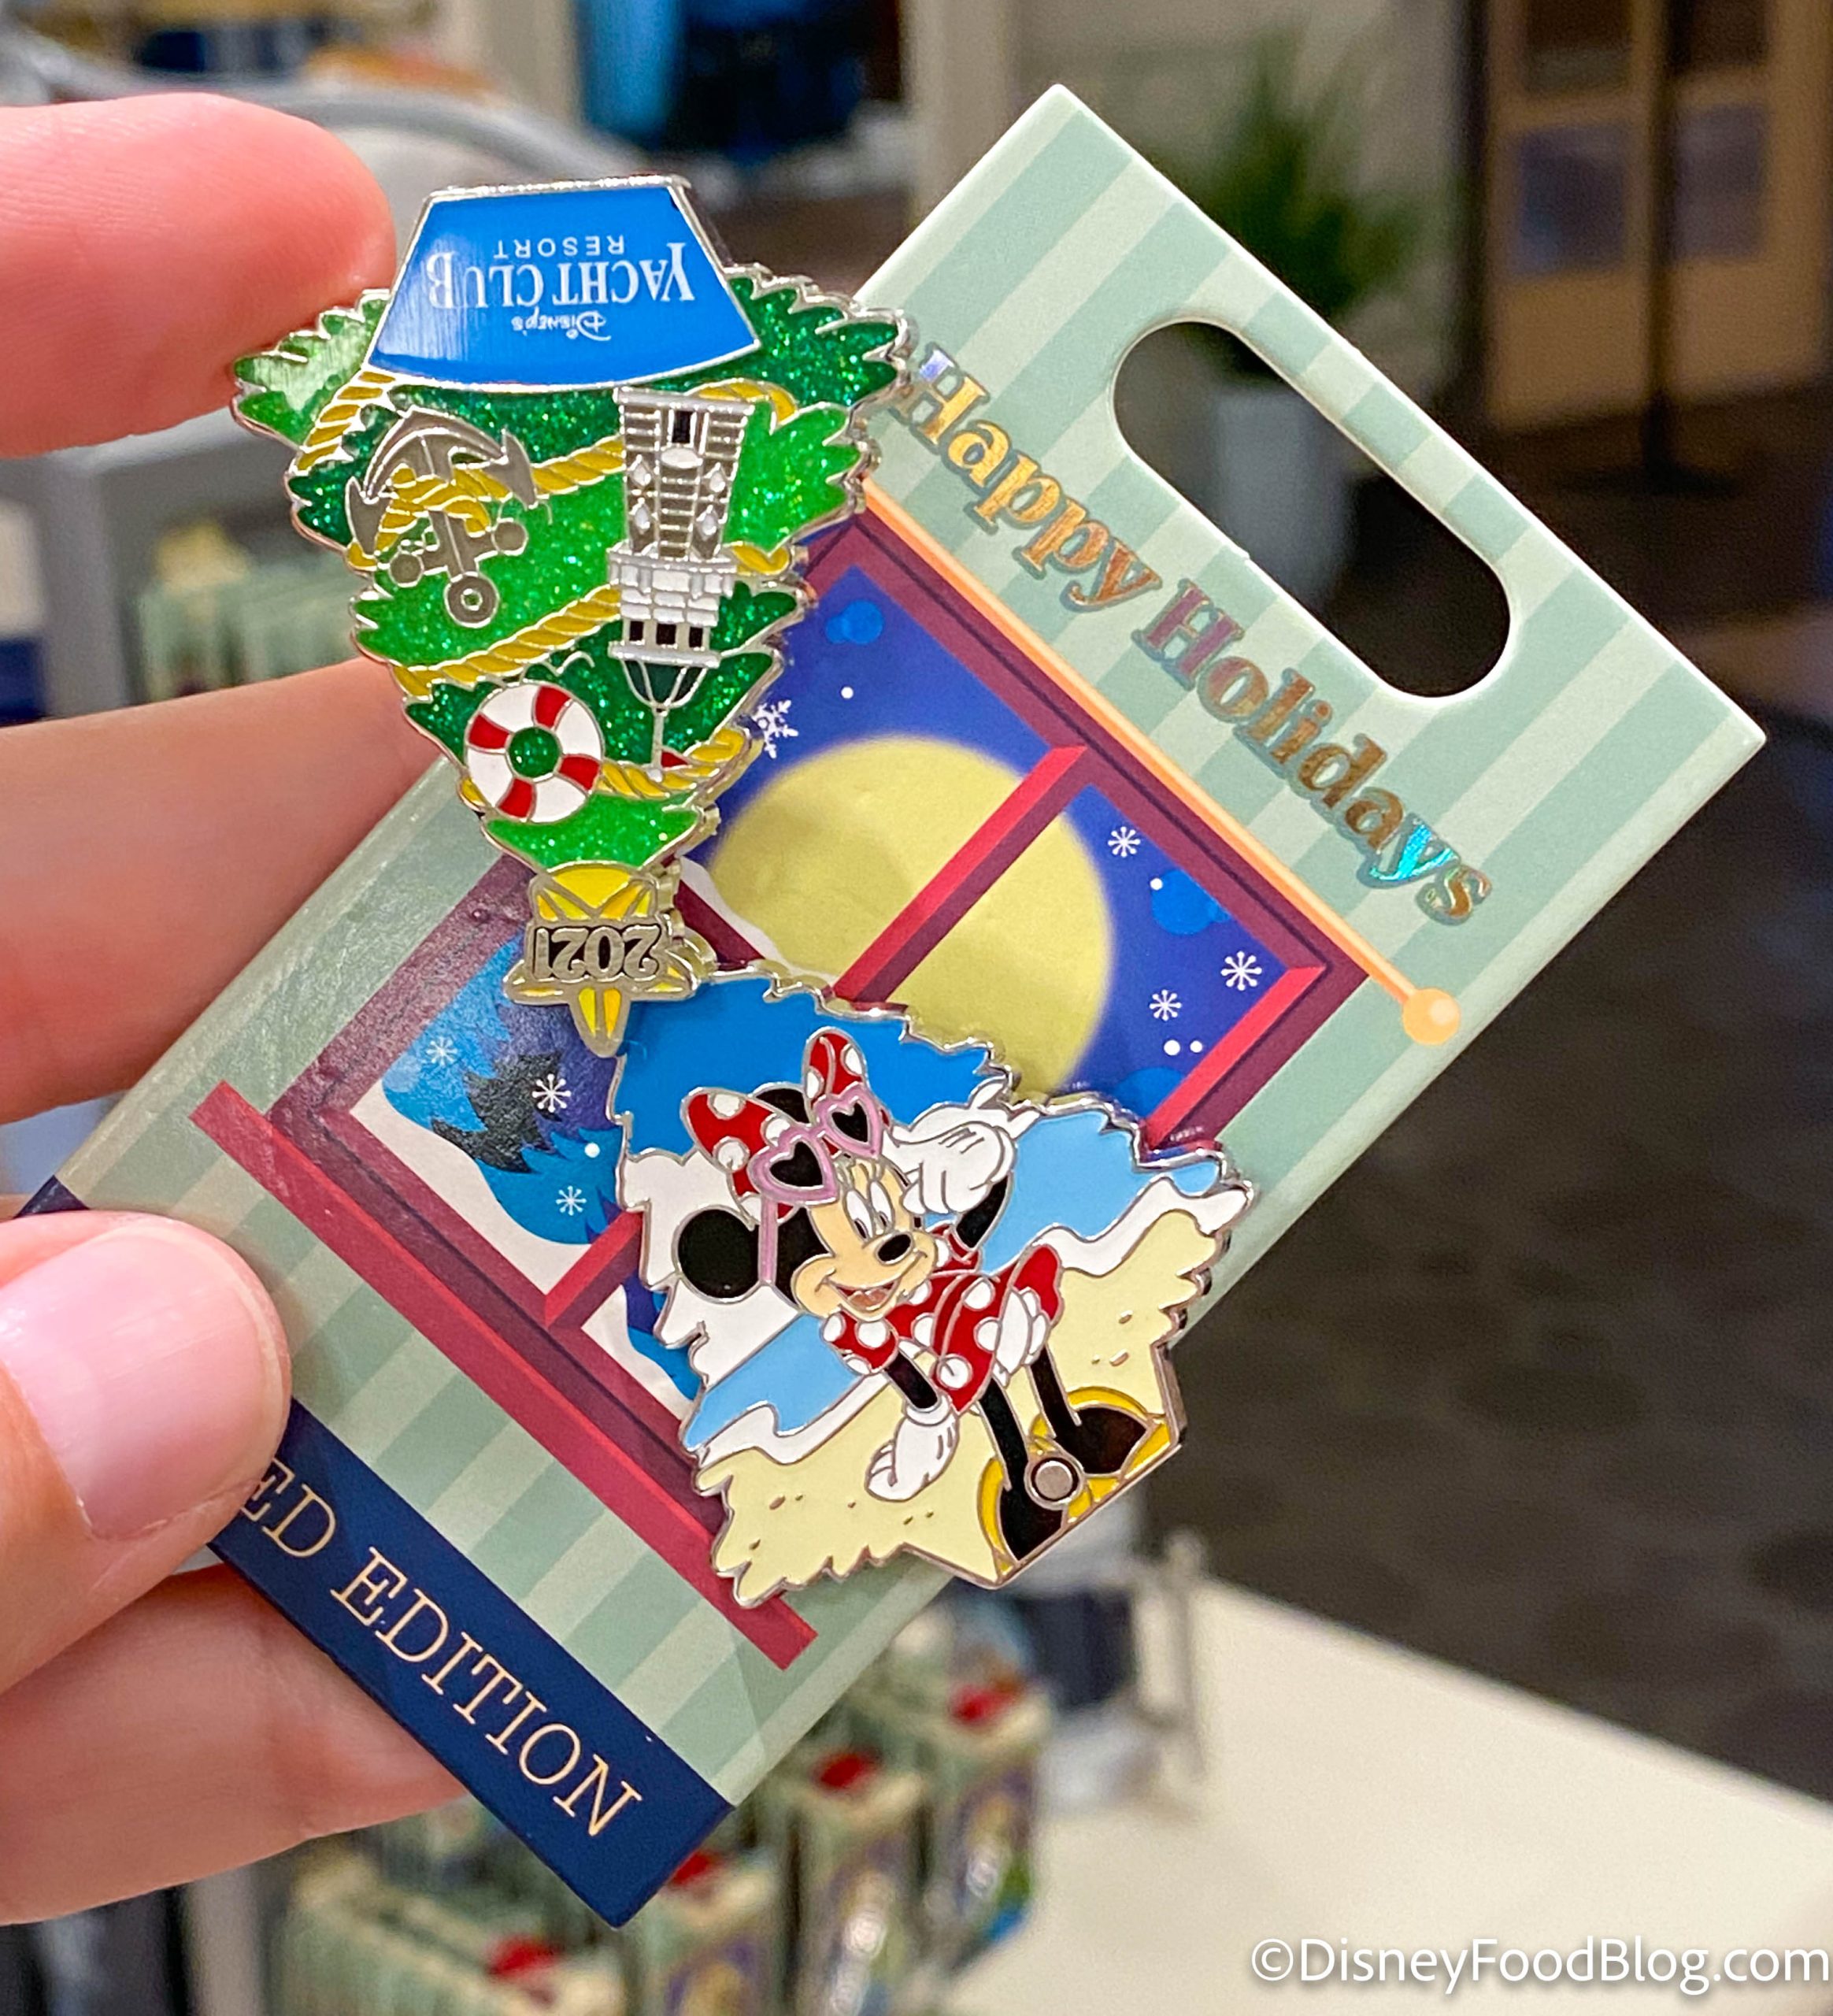 Disney's
YACHT CLUB
RESORT
2021
Happy Holidays
ED EDITION
©DisneyFoodBlog.com